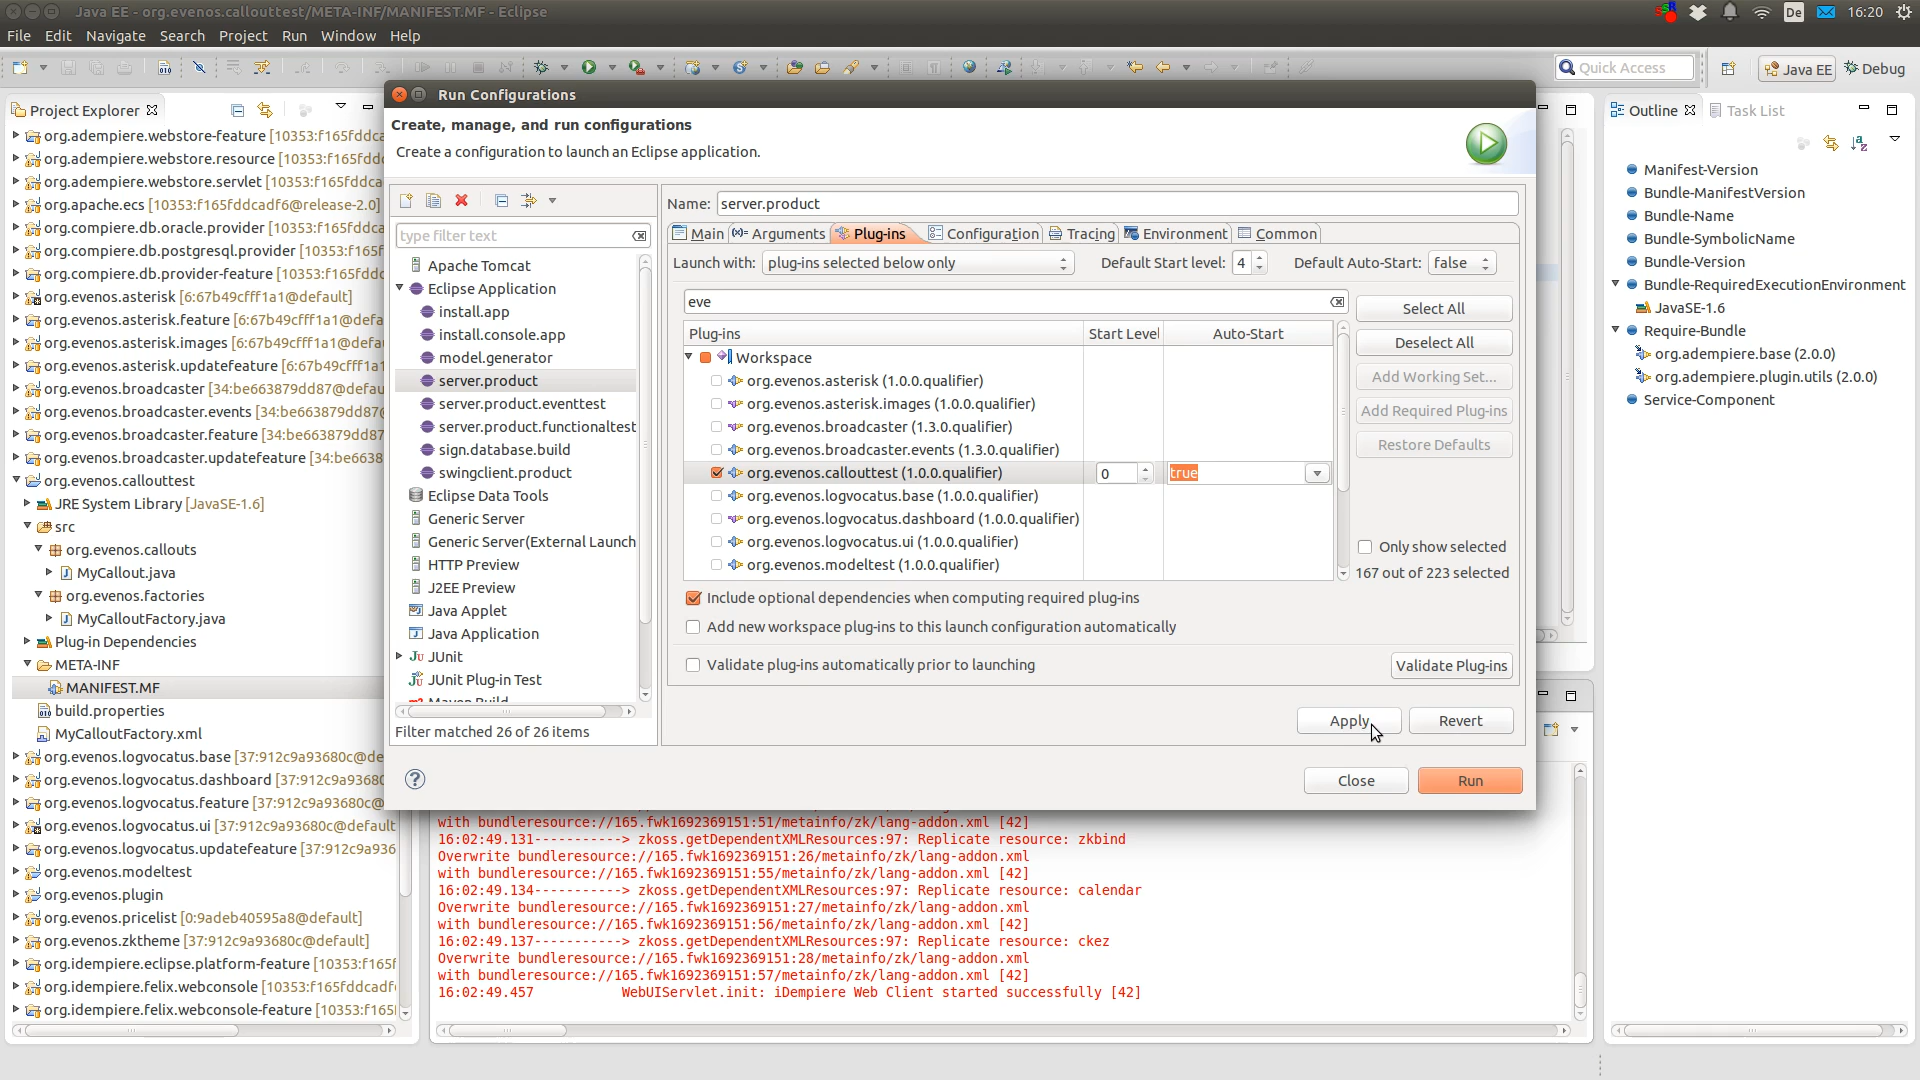 Java EE - org.evenos.callouttest/META-INF/MANIFEST.MF - Eclipse
De
16:20
File Edit Navigate Search Project Run Window Help
Quick Access
Java EE
Debug
Project Explorer
org.adempiere.webstore-feature [10353:f165fddca
org.adempiere.webstore.resource [10353:f165fddc
org.adempiere.webstore.servlet [10353:f165fddca
org.apache.ecs [10353:f165fddcadf6@release-2.0]
org.compiere.db.oracle.provider [10353:f165fddc
org.compiere.db.postgresql.provider [10353:f165
org.compiere.db.provider-feature [10353:f165fddc
org.evenos.asterisk [6:67b49cfff1a1@default]
org.evenos.asterisk.feature [6:67b49cfff1a1@defa
org.evenos.asterisk.images [6:67b49cfff1a1@defau
org.evenos.asterisk.updatefeature [6:67b49cfff1a1
org.evenos.broadcaster [34:be663879dd87@defau
org.evenos.broadcaster.events [34:be663879dd87
org.evenos.broadcaster.feature [34:be663879dd87
org.evenos.broadcaster.updatefeature [34:be6638
org.evenos.callouttest
JRE System Library [JavaSE-1.6]
src
org.evenos.callouts
MyCallout.java
org.evenos.factories
MyCalloutFactory.java
Plug-in Dependencies
META-INF
MANIFEST.MF
build.properties
MyCalloutFactory.xml
org.evenos.logvocatus.base [37:912c9a93680c@de
org.evenos.logvocatus.dashboard [37:912c9a9368
org.evenos.logvocatus.feature [37:912c9a93680c@
org.evenos.logvocatus.ui [37:912c9a93680c@default
org.evenos.logvocatus.updatefeature [37:912c9a936
org.evenos.modeltest
org.evenos.plugin
org.evenos.pricelist [0:9adeb40595a8@default]
org.evenos.zktheme [37:912c9a93680c@default]
org.idempiere.eclipse.platform-feature [10353:f165f
org.idempiere.felix.webconsole [10353:f165fddcadf
org.idempiere.felix.webconsole-feature [10353:f165
Run Configurations
Create, manage, and run configurations
Create a configuration to launch an Eclipse application.
type filter text
Apache Tomcat
Eclipse Application
install.app
install.console.app
model.generator
server.product
server.product.eventtest
server.product.functionaltest
sign.database.build
swingclient.product
Eclipse Data Tools
Generic Server
Generic Server(External Launch
HTTP Preview
J2EE Preview
Java Applet
Java Application
JUnit
JUnit Plug-in Test
Maven Build
Filter matched 26 of 26 items
Name: server.product
Main Arguments Plug-ins Configuration Tracing Environment Common
Launch with: plug-ins selected below only Default Start level: 4 Default Auto-Start: false
eve
Plug-ins Start Level Auto-Start
Workspace
org.evenos.asterisk (1.0.0.qualifier)
org.evenos.asterisk.images (1.0.0.qualifier)
org.evenos.broadcaster (1.3.0.qualifier)
org.evenos.broadcaster.events (1.3.0.qualifier)
org.evenos.callouttest (1.0.0.qualifier) 0 true
org.evenos.logvocatus.base (1.0.0.qualifier)
org.evenos.logvocatus.dashboard (1.0.0.qualifier)
org.evenos.logvocatus.ui (1.0.0.qualifier)
org.evenos.modeltest (1.0.0.qualifier)
Select All
Deselect All
Add Working Set...
Add Required Plug-ins
Restore Defaults
Only show selected
167 out of 223 selected
Include optional dependencies when computing required plug-ins
Add new workspace plug-ins to this launch configuration automatically
Validate plug-ins automatically prior to launching
Validate Plug-ins
Apply Revert
Close Run
with bundleresource://165.fwk1692369151:51/metainfo/zk/lang-addon.xml [42]
16:02:49.131-----------> zkoss.getDependentXMLResources:97: Replicate resource: zkbind
Overwrite bundleresource://165.fwk1692369151:26/metainfo/zk/lang-addon.xml
with bundleresource://165.fwk1692369151:55/metainfo/zk/lang-addon.xml [42]
16:02:49.134-----------> zkoss.getDependentXMLResources:97: Replicate resource: calendar
Overwrite bundleresource://165.fwk1692369151:27/metainfo/zk/lang-addon.xml
with bundleresource://165.fwk1692369151:56/metainfo/zk/lang-addon.xml [42]
16:02:49.137-----------> zkoss.getDependentXMLResources:97: Replicate resource: ckez
Overwrite bundleresource://165.fwk1692369151:28/metainfo/zk/lang-addon.xml
with bundleresource://165.fwk1692369151:57/metainfo/zk/lang-addon.xml [42]
16:02:49.457 WebUIServlet.init: iDempiere Web Client started successfully [42]
Outline
Task List
Manifest-Version
Bundle-ManifestVersion
Bundle-Name
Bundle-SymbolicName
Bundle-Version
Bundle-RequiredExecutionEnvironment
JavaSE-1.6
Require-Bundle
org.adempiere.base (2.0.0)
org.adempiere.plugin.utils (2.0.0)
Service-Component